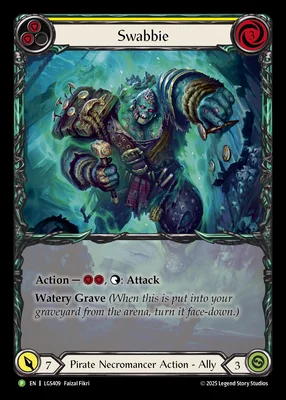 Swabbie
Action — , : Attack
Watery Grave (When this is put into your
graveyard from the arena, turn it face-down.)
7
Pirate Necromancer Action - Ally
3
P EN | LGS409 Faizal Fikri
© 2025 Legend Story Studios